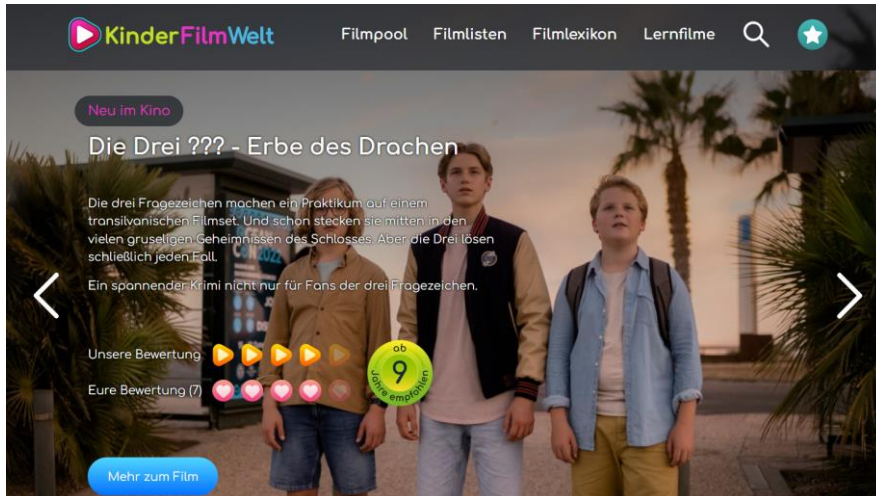 KinderFilmWelt
Filmpool Filmlisten Filmlexikon Lernfilme
Neu im Kino
Die Drei ??? - Erbe des Drachen
Die drei Fragezeichen machen ein Praktikum auf einem
transilvanischen Filmset. Und schon stecken sie mitten in den
vielen gruseligen Geheimnissen des Schlosses. Aber die Drei lösen
schließlich jeden Fall.
Ein spannender Krimi nicht nur für Fans der drei Fragezeichen.
Unsere Bewertung
ab
9
Jahre empfohlen
Eure Bewertung (7)
Mehr zum Film